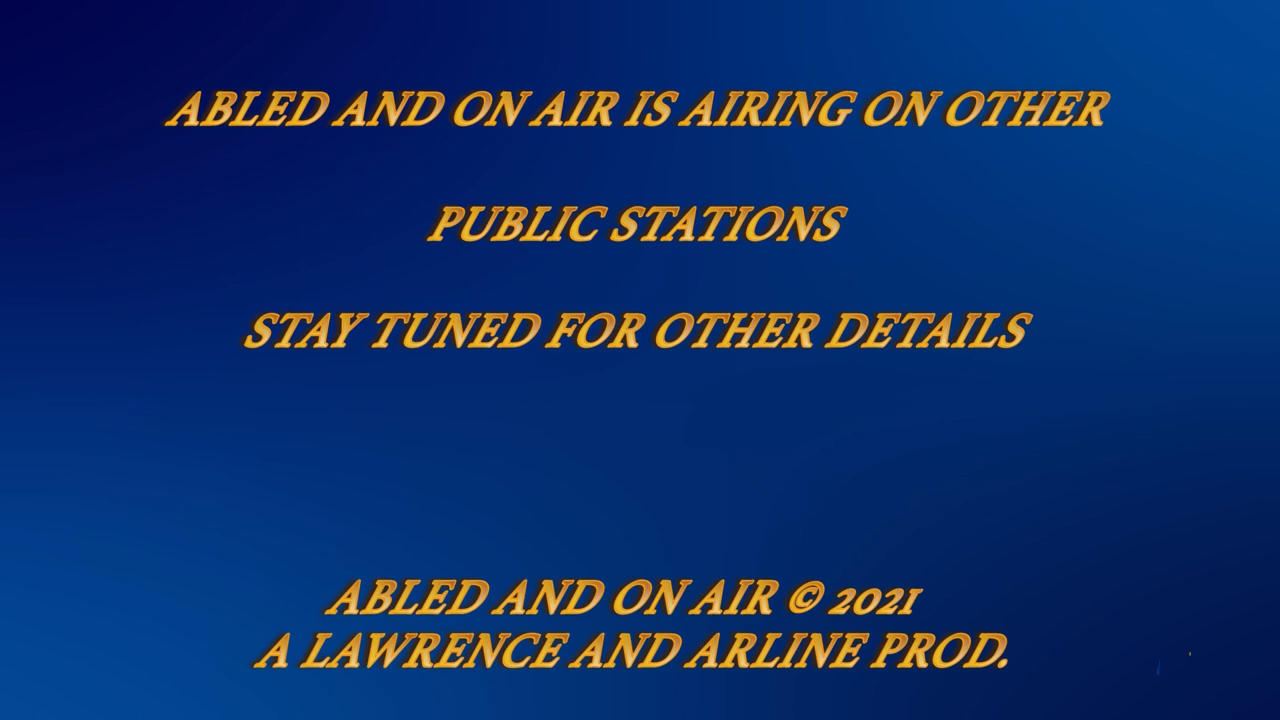 ABLED AND ON AIR IS AIRING ON OTHER
PUBLIC STATIONS
STAY TUNED FOR OTHER DETAILS
ABLED AND ON AIR © 2021
A LAWRENCE AND ARLINE PROD.